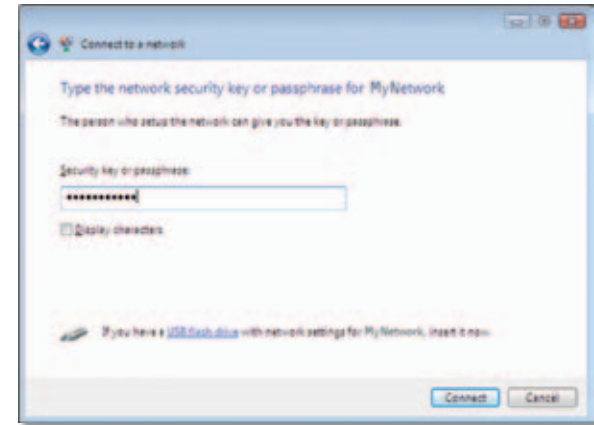 Connect to a network
Type the network security key or passphrase for MyNetwork
The person who setup the network can give you the key or passphrase.
Security key or passphrase:
•••••••••••
Display characters
If you have a USB flash drive with network settings for MyNetwork, insert it now.
Connect Cancel